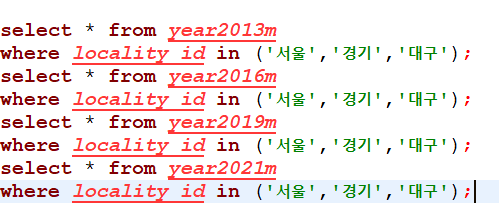 select * from year2013m
where locality_id in ('서울','경기','대구');
select * from year2016m
where locality_id in ('서울','경기','대구');
select * from year2019m
where locality_id in ('서울','경기','대구');
select * from year2021m
where locality_id in ('서울','경기','대구');